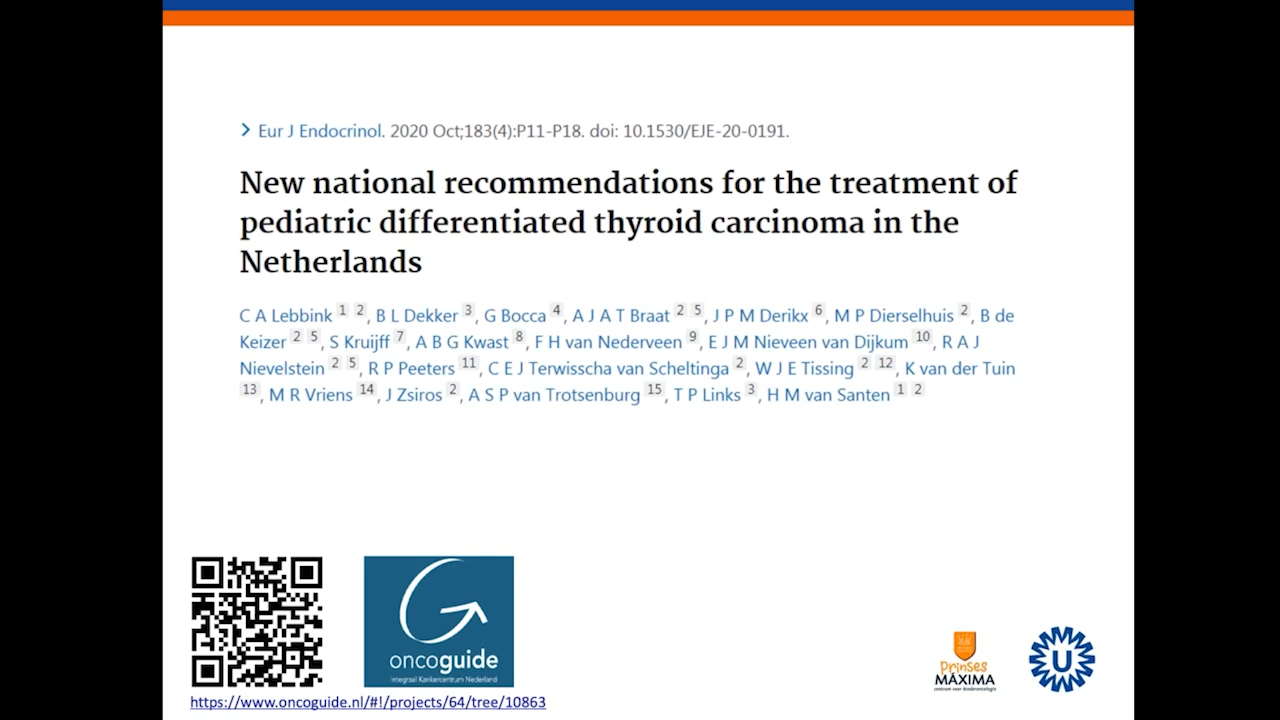 Eur J Endocrinol. 2020 Oct;183(4):P11-P18. doi: 10.1530/EJE-20-0191.
New national recommendations for the treatment of
pediatric differentiated thyroid carcinoma in the
Netherlands
C A Lebbink 1 2, B L Dekker 3, G Bocca 4, A J A T Braat 2 5, J P M Derikx 6, M P Dierselhuis 2, B de
Keizer 2 5, S Kruijff 7, A B G Kwast 8, F H van Nederveen 9, E J M Nieveen van Dijkum 10, R A J
Nievelstein 2 5, R P Peeters 11, C E J Terwisscha van Scheltinga 2, W J E Tissing 2 12, K van der Tuin
13, M R Vriens 14, J Zsiros 2, A S P van Trotsenburg 15, T P Links 3, H M van Santen 1 2
oncoguide
Integraal Kankercentrum Nederland
https://www.oncoguide.nl/#!/projects/64/tree/10863
Prinses
MÁXIMA
centrum voor kinderoncologie
U